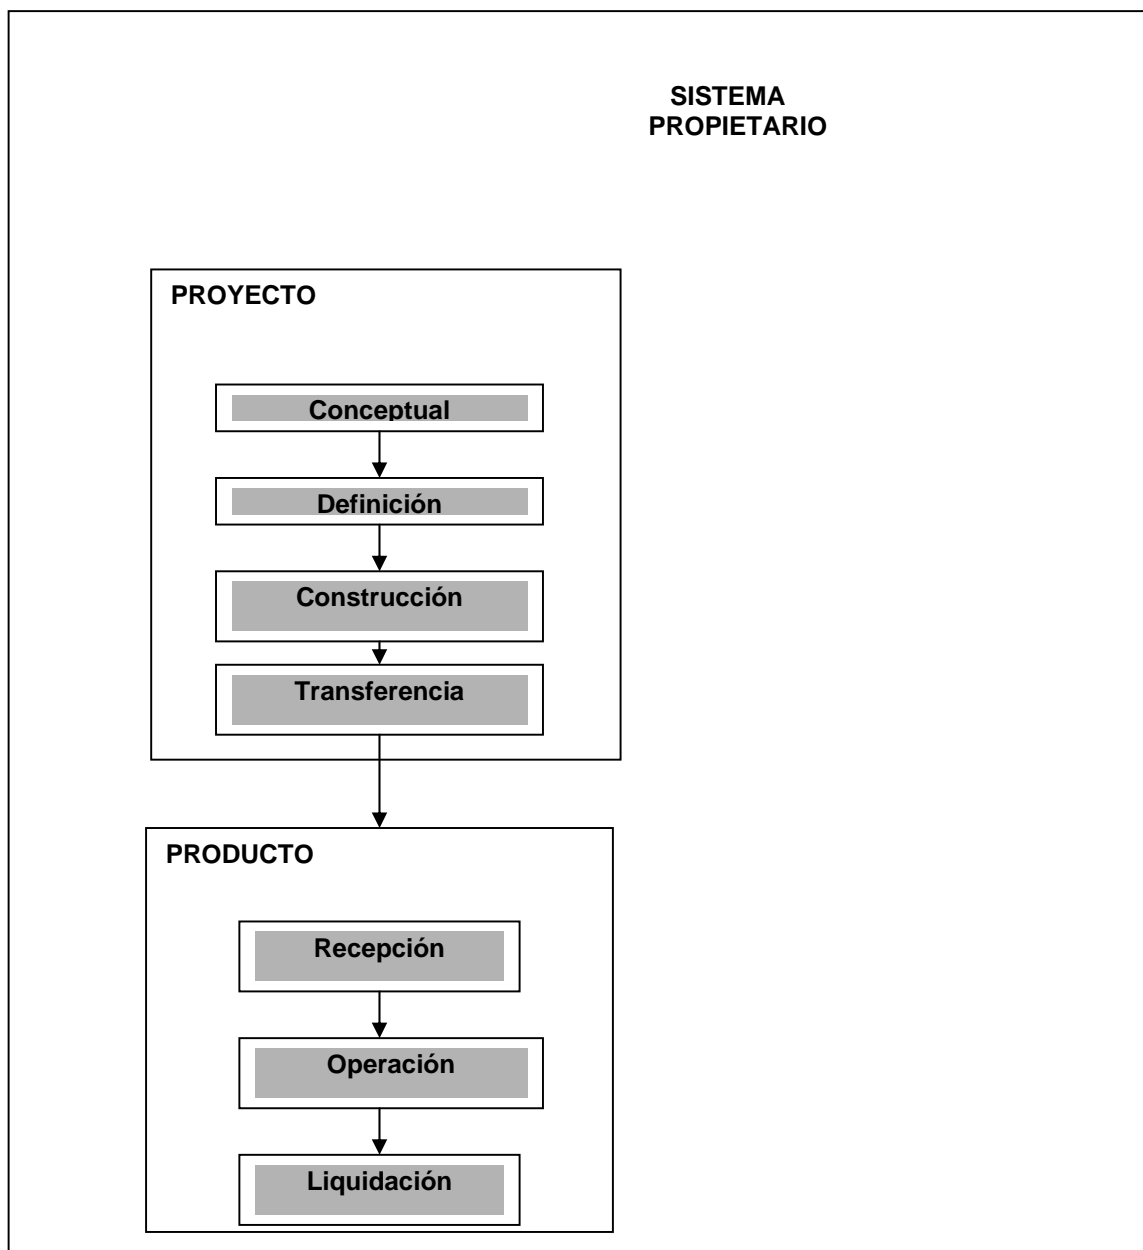 SISTEMA
PROPIETARIO
PROYECTO
Conceptual
Definición
Construcción
Transferencia
PRODUCTO
Recepción
Operación
Liquidación